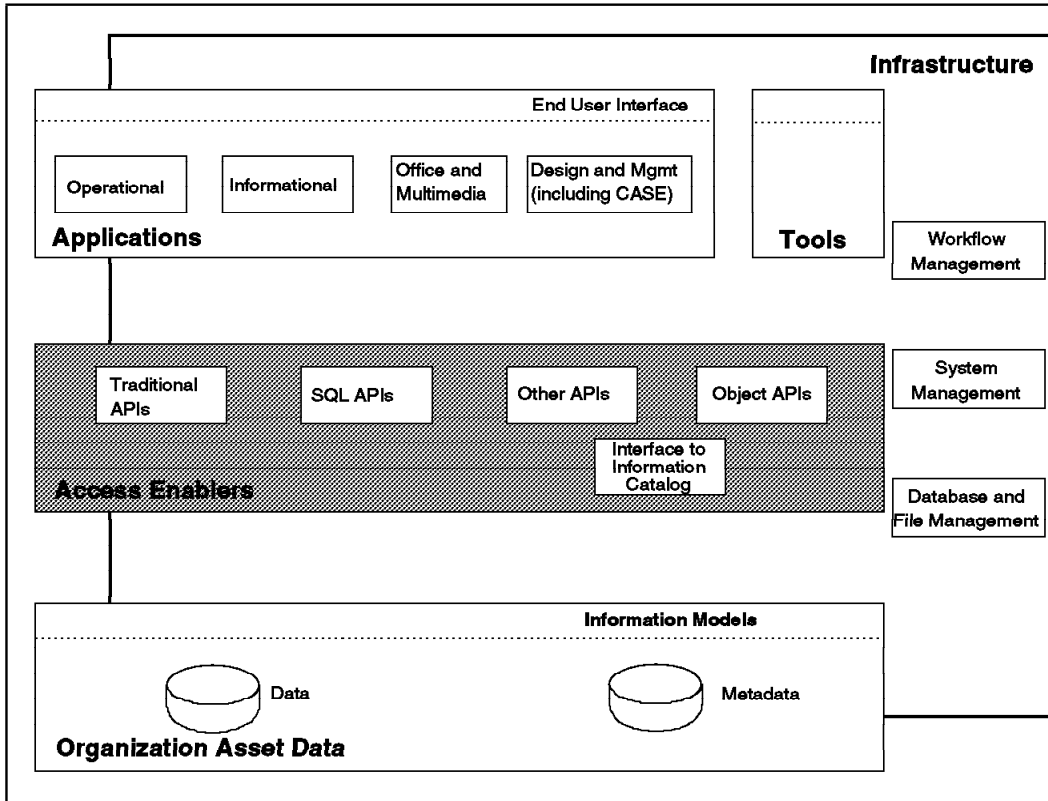 Infrastructure
End User Interface
Operational
Informational
Office and
Multimedia
Design and Mgmt
(including CASE)
Applications
Tools
Workflow
Management
Traditional
APIs
SQL APIs
Other APIs
Object APIs
Interface to
Information
Catalog
Access Enablers
System
Management
Database and
File Management
Information Models
Data
Metadata
Organization Asset Data